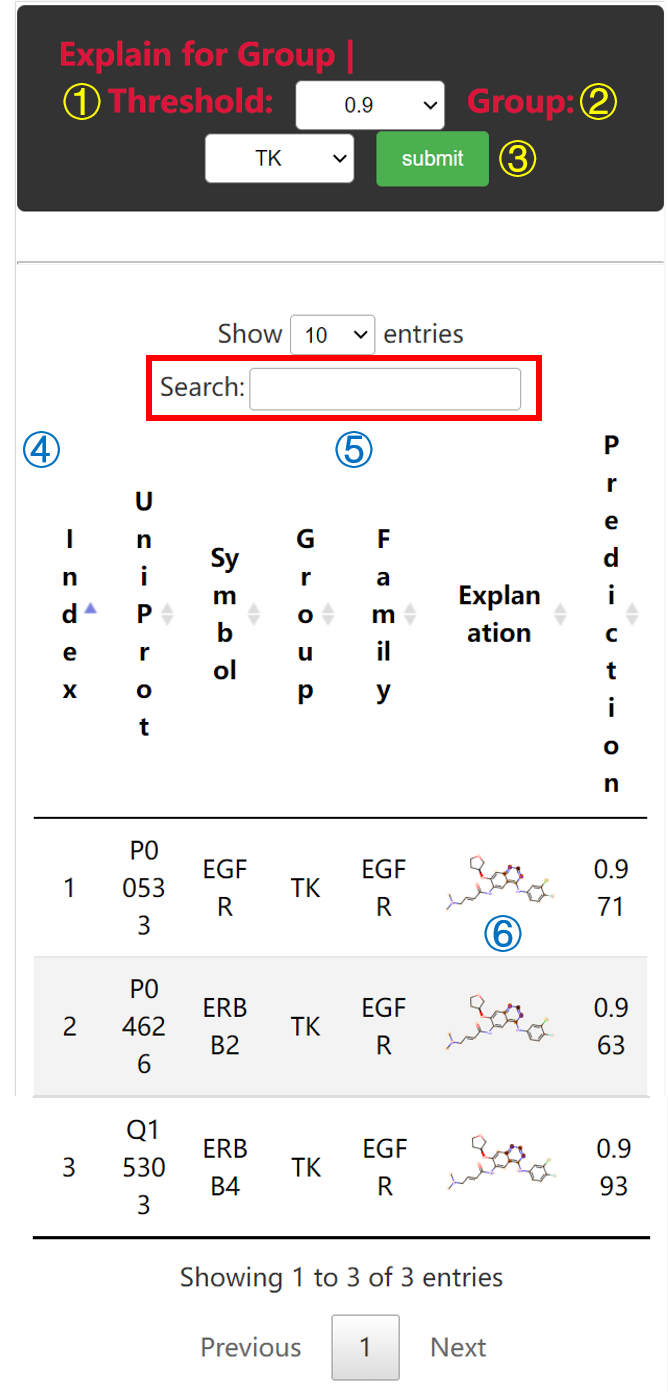 Explain for Group |
① Threshold: 0.9 Group: ②
TK submit ③
Show 10 entries
Search:
④ ⑤
Index UniProt Symbol Group Family Explanation Prediction
1 P00533 EGFR TK EGFR 0.971
⑥
2 P04626 ERBB2 TK EGFR 0.963
3 Q15303 ERBB4 TK EGFR 0.993
Showing 1 to 3 of 3 entries
Previous 1 Next